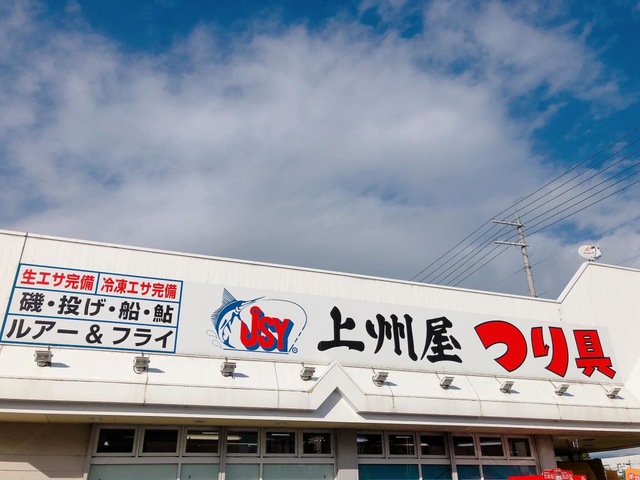 生エサ完備 冷凍エサ完備
磯・投げ・船・鮎
ルアー & フライ
JSY
上州屋 つり具